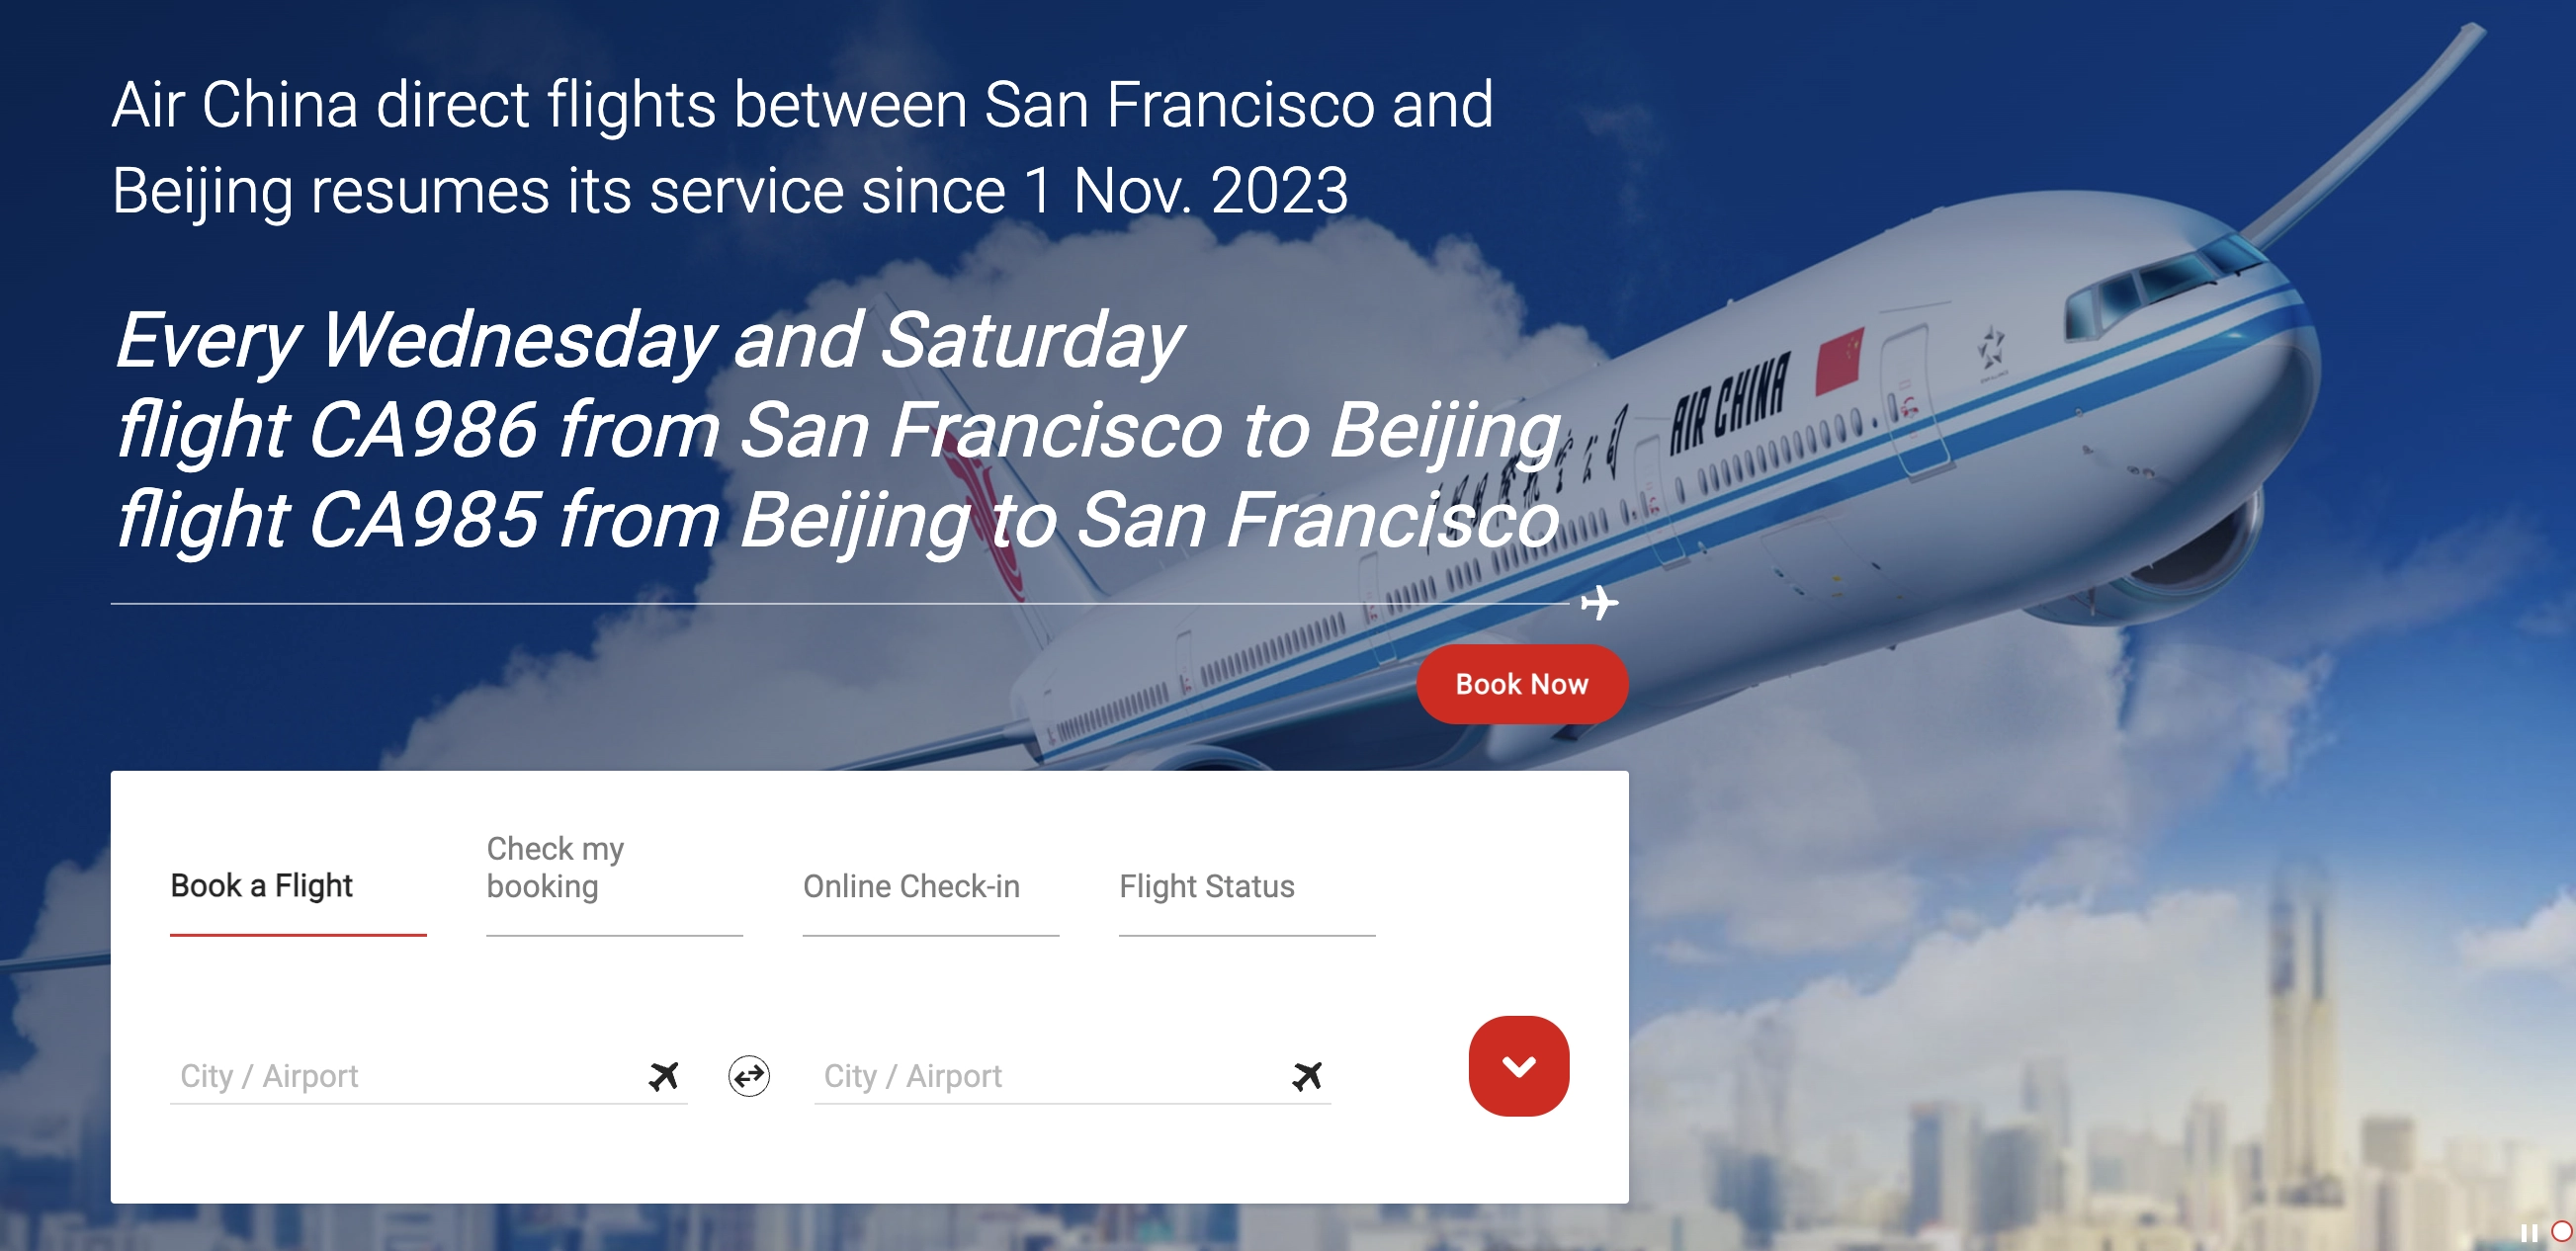 Air China direct flights between San Francisco and
Beijing resumes its service since 1 Nov. 2023
Every Wednesday and Saturday
flight CA986 from San Francisco to Beijing
flight CA985 from Beijing to San Francisco
AIR CHINA
Book Now
Check my
booking
Book a Flight
Online Check-in
Flight Status
City / Airport
City / Airport